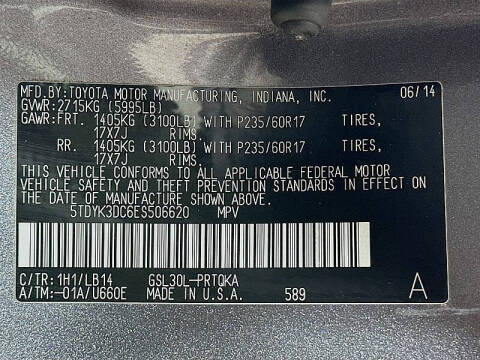 MFD.BY:TOYOTA MOTOR MANUFACTURING, INDIANA, INC. 06/14
GVWR:2715KG (5995LB)
GAWR:FRT. 1405KG (3100LB) WITH P235/60R17 TIRES,
17X7J RIMS,
RR. 1405KG (3100LB) WITH P235/60R17 TIRES,
17X7J RIMS.
THIS VEHICLE CONFORMS TO ALL APPLICABLE FEDERAL MOTOR
VEHICLE SAFETY AND THEFT PREVENTION STANDARDS IN EFFECT ON
THE DATE OF MANUFACTURE SHOWN ABOVE.
5TDYK3DC6ES506620 MPV
C/TR:1H1/LB14 GSL30L-PRTQKA
A/TM:-01A/U660E MADE IN U.S.A. 589 A